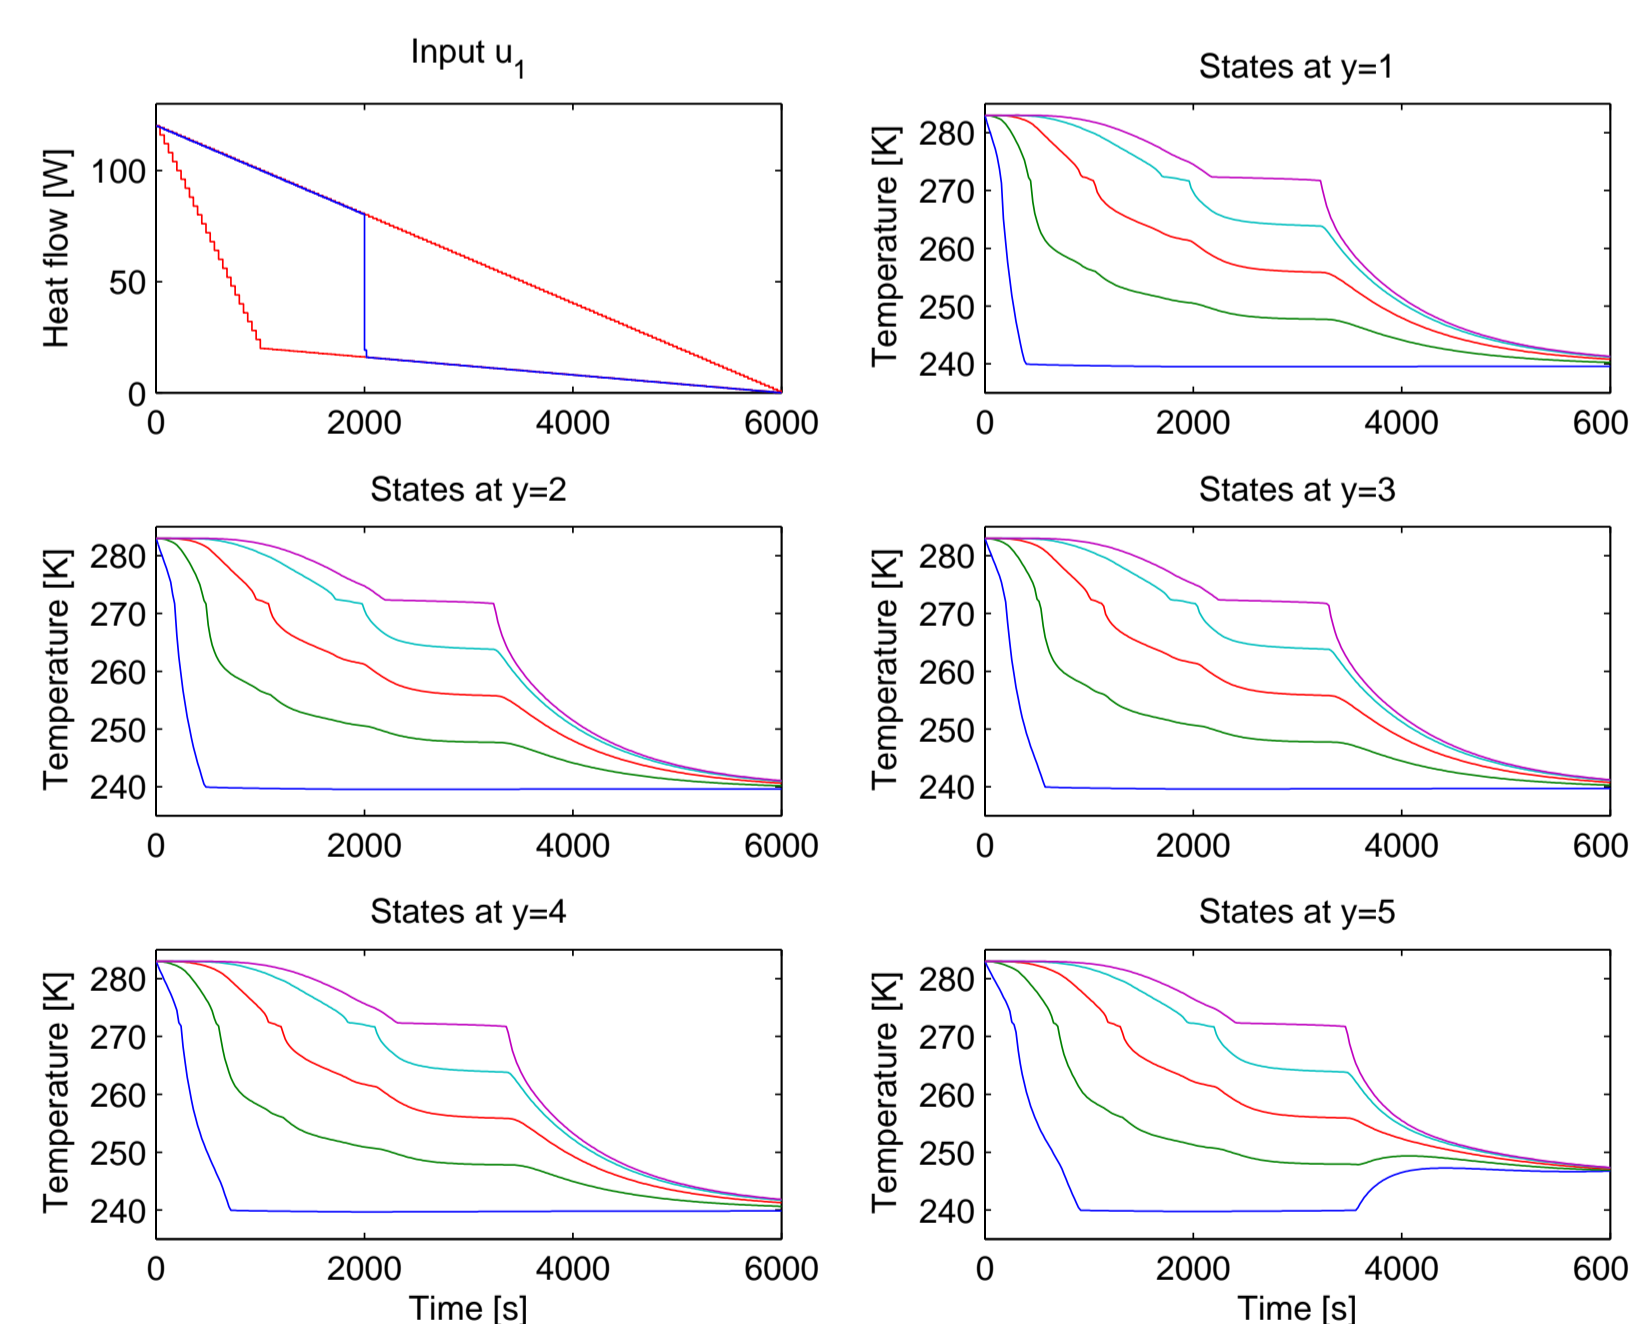 Input u1
Heat flow [W]
100
50
0
0 2000 4000 6000
States at y=1
Temperature [K]
280
270
260
250
240
0 2000 4000 600
States at y=2
Temperature [K]
280
270
260
250
240
0 2000 4000 6000
States at y=3
Temperature [K]
280
270
260
250
240
0 2000 4000 600
States at y=4
Temperature [K]
280
270
260
250
240
0 2000 4000 6000
Time [s]
States at y=5
Temperature [K]
280
270
260
250
240
0 2000 4000 600
Time [s]